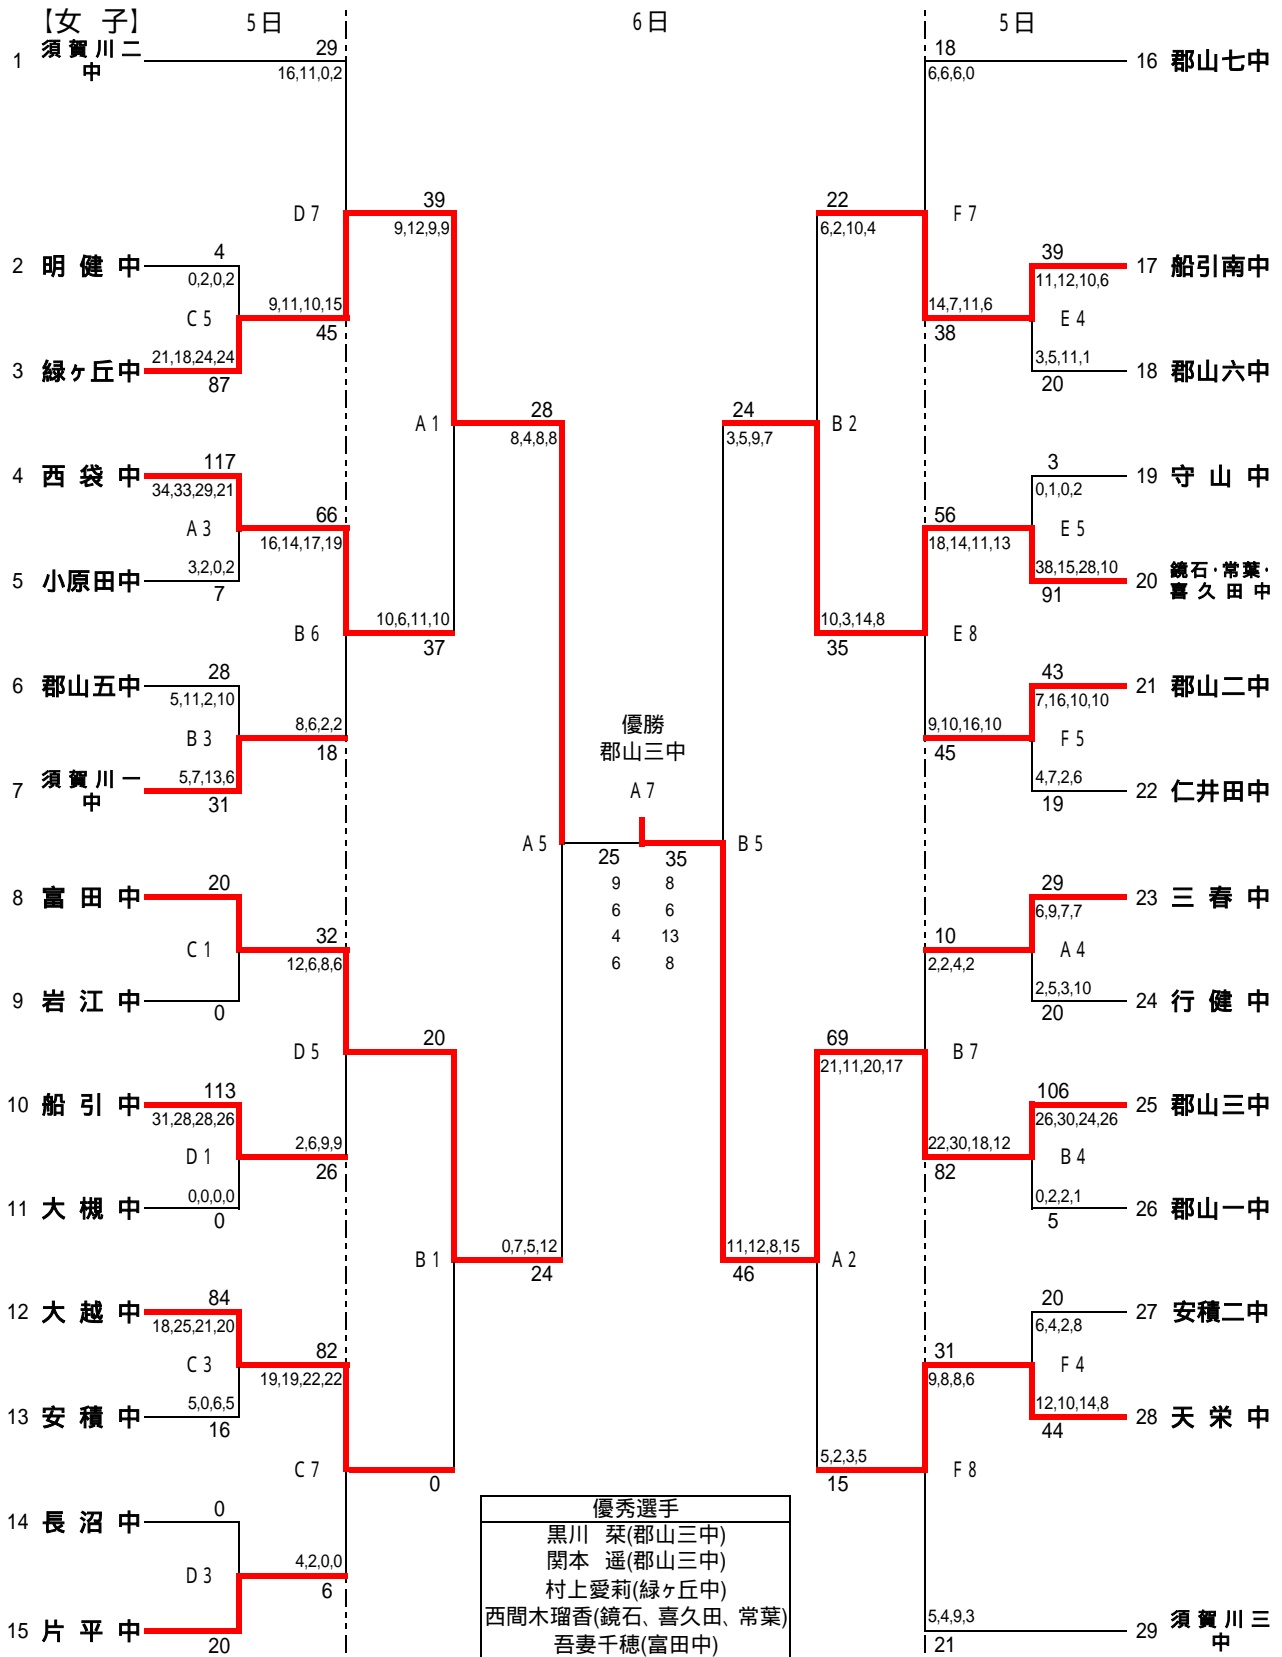 【女 子】 5日 6日 5日
1 須賀川二中 29 16,11,0,2
18 6,6,6,0 16 郡山七中
D7 39 9,12,9,9
22 6,2,10,4 F7
2 明健中 4 0,2,0,2
C5 9,11,10,15 45
3 緑ヶ丘中 21,18,24,24 87
39 11,12,10,6 17 船引南中
14,7,11,6 38 E4
3,5,11,1 20 18 郡山六中
A1 28 8,4,8,8
24 3,5,9,7 B2
4 西袋中 117 34,33,29,21
A3 66 16,14,17,19
5 小原田中 3,2,0,2 7
3 0,1,0,2 19 守山中
56 18,14,11,13 E5
38,15,28,10 91 20 鏡石・常葉・喜久田中
B6 10,6,11,10 37
10,3,14,8 35 E8
6 郡山五中 28 5,11,2,10
B3 8,6,2,2 18
7 須賀川一中 5,7,13,6 31
43 7,16,10,10 21 郡山二中
9,10,16,10 45 F5
4,7,2,6 19 22 仁井田中
優勝
郡山三中
A7
A5 25 35 B5
9 8
6 6
4 13
6 8
8 富田中 20
C1 32 12,6,8,6
9 岩江中 0
29 6,9,7,7 23 三春中
10 2,2,4,2 A4
2,5,3,10 20 24 行健中
D5 20
69 21,11,20,17 B7
10 船引中 113 31,28,28,26
D1 2,6,9,9 26
11 大槻中 0,0,0,0 0
106 26,30,24,26 25 郡山三中
22,30,18,12 82 B4
0,2,2,1 5 26 郡山一中
B1 0,7,5,12 24
11,12,8,15 46 A2
12 大越中 84 18,25,21,20
C3 82 19,19,22,22
13 安積中 5,0,6,5 16
20 6,4,2,8 27 安積二中
31 9,8,8,6 F4
12,10,14,8 44 28 天栄中
C7 0
5,2,3,5 15 F8
14 長沼中 0
D3 4,2,0,0 6
15 片平中 20
5,4,9,3 21 29 須賀川三中
優秀選手
黒川 栞(郡山三中)
関本 遥(郡山三中)
村上愛莉(緑ヶ丘中)
西間木瑠香(鏡石、喜久田、常葉)
吾妻千穂(富田中)